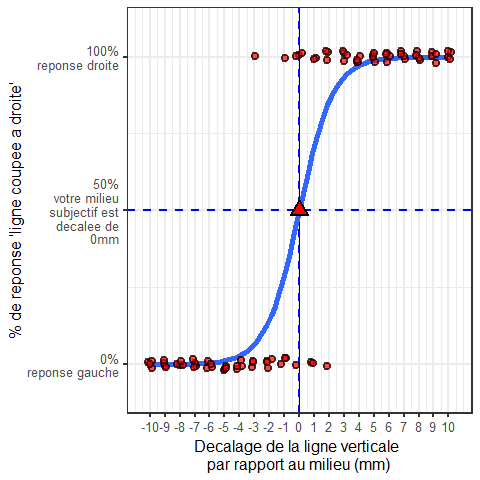 % de reponse 'ligne coupee a droite'
100%
reponse droite
50%
votre milieu
subjectif est
decalee de
0mm
0%
reponse gauche
-10 -9 -8 -7 -6 -5 -4 -3 -2 -1 0 1 2 3 4 5 6 7 8 9 10
Decalage de la ligne verticale
par rapport au milieu (mm)